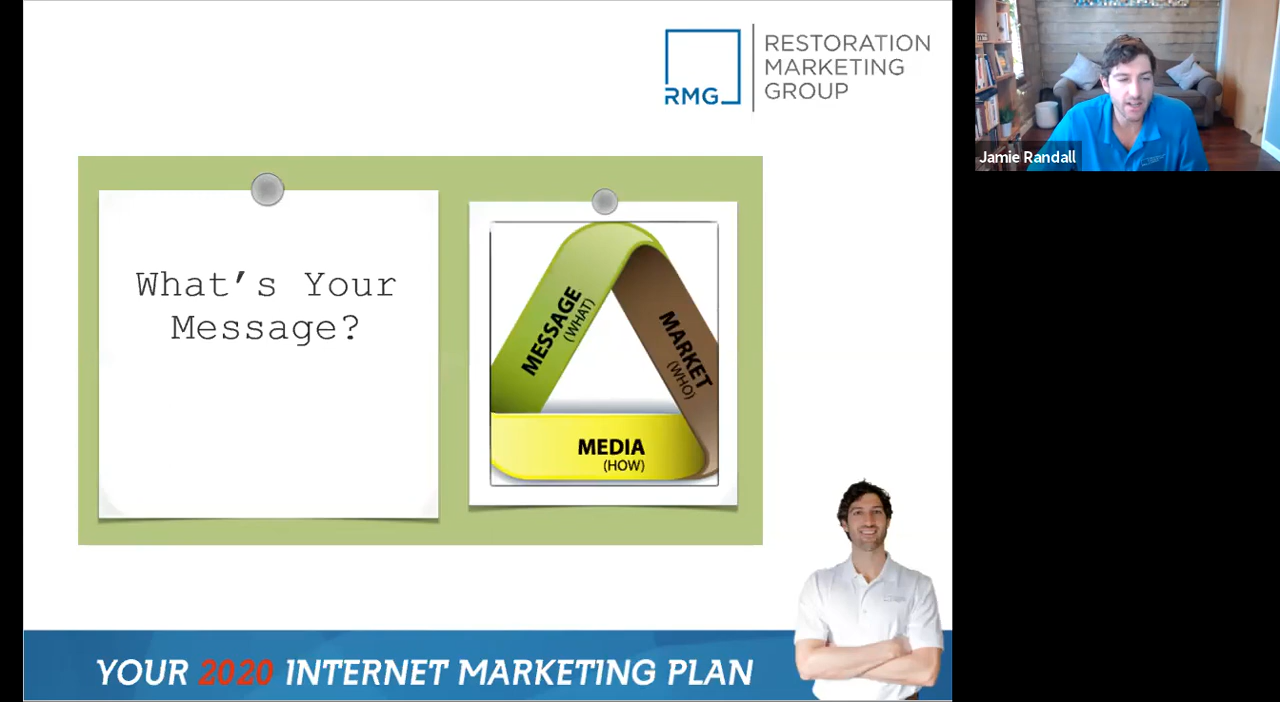 RESTORATION
MARKETING
GROUP
RMG
Jamie Randall
What’s Your
Message?
MESSAGE
(WHAT)
MARKET
(WHO)
MEDIA
(HOW)
YOUR 2020 INTERNET MARKETING PLAN